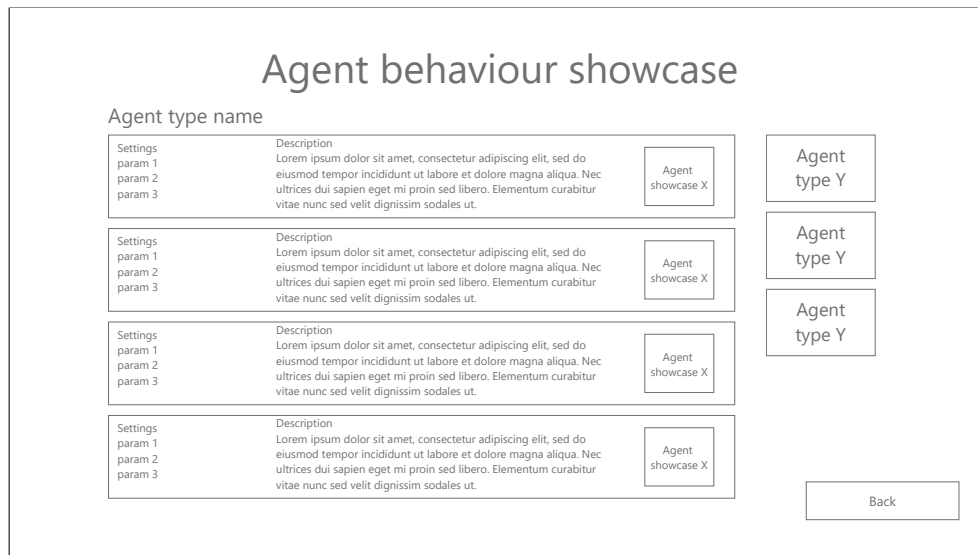 Agent behaviour showcase
Agent type name
Settings
param 1
param 2
param 3
Description
Lorem ipsum dolor sit amet, consectetur adipiscing elit, sed do
eiusmod tempor incididunt ut labore et dolore magna aliqua. Nec
ultrices dui sapien eget mi proin sed libero. Elementum curabitur
vitae nunc sed velit dignissim sodales ut.
Agent
showcase X
Settings
param 1
param 2
param 3
Description
Lorem ipsum dolor sit amet, consectetur adipiscing elit, sed do
eiusmod tempor incididunt ut labore et dolore magna aliqua. Nec
ultrices dui sapien eget mi proin sed libero. Elementum curabitur
vitae nunc sed velit dignissim sodales ut.
Agent
showcase X
Settings
param 1
param 2
param 3
Description
Lorem ipsum dolor sit amet, consectetur adipiscing elit, sed do
eiusmod tempor incididunt ut labore et dolore magna aliqua. Nec
ultrices dui sapien eget mi proin sed libero. Elementum curabitur
vitae nunc sed velit dignissim sodales ut.
Agent
showcase X
Settings
param 1
param 2
param 3
Description
Lorem ipsum dolor sit amet, consectetur adipiscing elit, sed do
eiusmod tempor incididunt ut labore et dolore magna aliqua. Nec
ultrices dui sapien eget mi proin sed libero. Elementum curabitur
vitae nunc sed velit dignissim sodales ut.
Agent
showcase X
Agent
type Y
Agent
type Y
Agent
type Y
Back